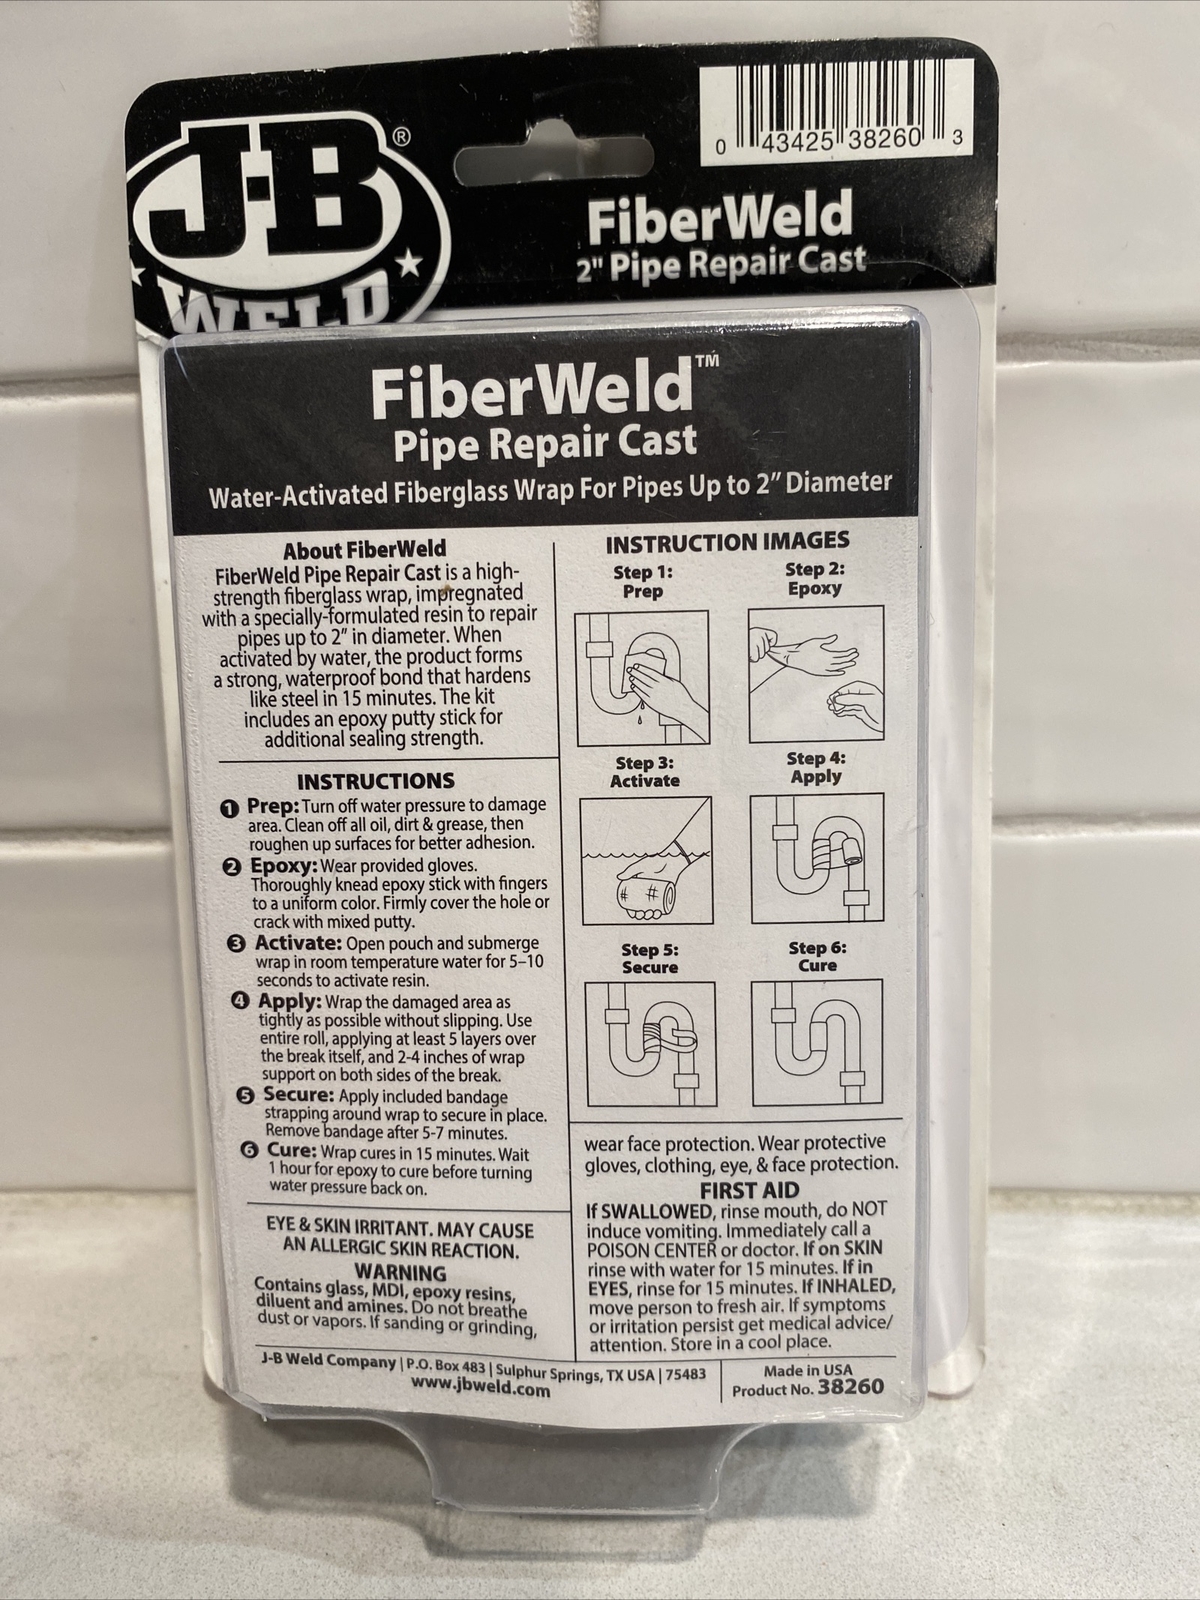 J-B®
WELD
0 43425 38260 3
FiberWeld
2" Pipe Repair Cast
FiberWeld™
Pipe Repair Cast
Water-Activated Fiberglass Wrap For Pipes Up to 2" Diameter
About FiberWeld
FiberWeld Pipe Repair Cast is a high-
strength fiberglass wrap, impregnated
with a specially-formulated resin to repair
pipes up to 2" in diameter. When
activated by water, the product forms
a strong, waterproof bond that hardens
like steel in 15 minutes. The kit
includes an epoxy putty stick for
additional sealing strength.
INSTRUCTIONS
1 Prep: Turn off water pressure to damage
area. Clean off all oil, dirt & grease, then
roughen up surfaces for better adhesion.
2 Epoxy: Wear provided gloves.
Thoroughly knead epoxy stick with fingers
to a uniform color. Firmly cover the hole or
crack with mixed putty.
3 Activate: Open pouch and submerge
wrap in room temperature water for 5–10
seconds to activate resin.
4 Apply: Wrap the damaged area as
tightly as possible without slipping. Use
entire roll, applying at least 5 layers over
the break itself, and 2-4 inches of wrap
support on both sides of the break.
5 Secure: Apply included bandage
strapping around wrap to secure in place.
Remove bandage after 5-7 minutes.
6 Cure: Wrap cures in 15 minutes. Wait
1 hour for epoxy to cure before turning
water pressure back on.
EYE & SKIN IRRITANT. MAY CAUSE
AN ALLERGIC SKIN REACTION.
WARNING
Contains glass, MDI, epoxy resins,
diluent and amines. Do not breathe
dust or vapors. If sanding or grinding,
INSTRUCTION IMAGES
Step 1:
Prep
Step 2:
Epoxy
Step 3:
Activate
Step 4:
Apply
Step 5:
Secure
Step 6:
Cure
wear face protection. Wear protective
gloves, clothing, eye, & face protection.
FIRST AID
If SWALLOWED, rinse mouth, do NOT
induce vomiting. Immediately call a
POISON CENTER or doctor. If on SKIN
rinse with water for 15 minutes. If in
EYES, rinse for 15 minutes. If INHALED,
move person to fresh air. If symptoms
or irritation persist get medical advice/
attention. Store in a cool place.
J-B Weld Company | P.O. Box 483 | Sulphur Springs, TX USA | 75483
www.jbweld.com
Made in USA
Product No. 38260